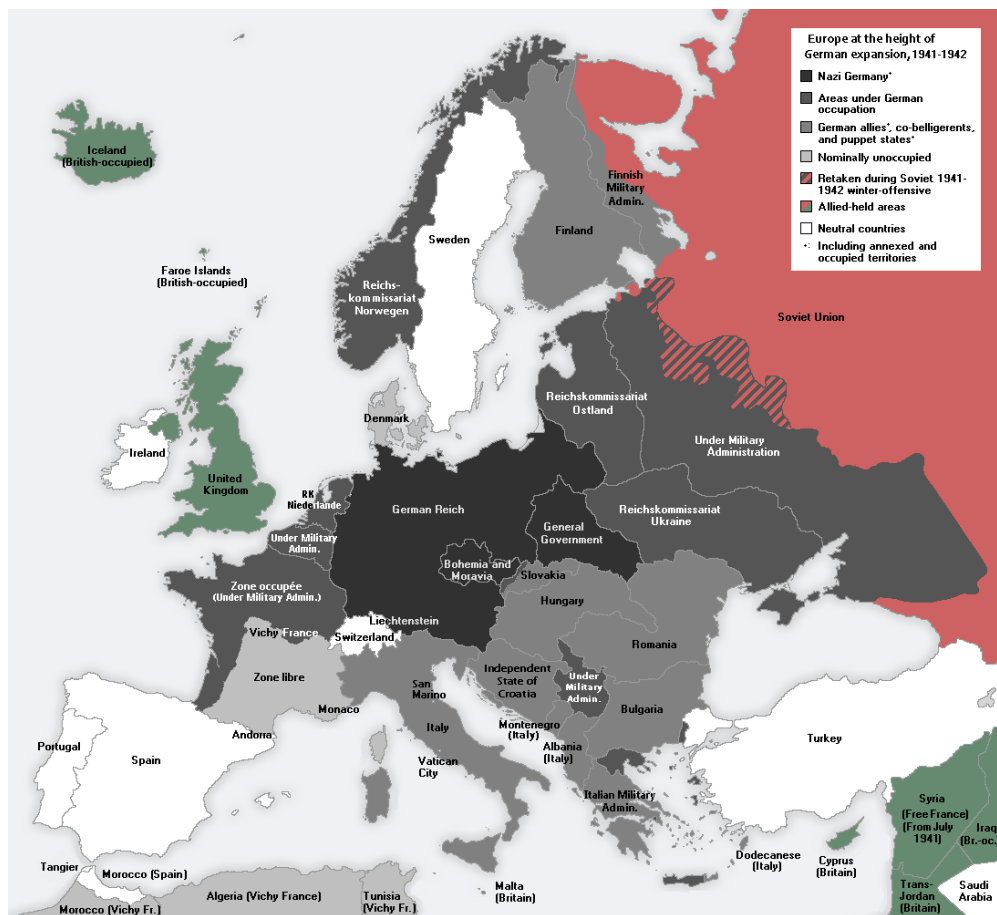 Europe at the height of
German expansion, 1941-1942
Nazi Germany*
Areas under German
occupation
German allies*, co-belligerents,
and puppet states*
Nominally unoccupied
Retaken during Soviet 1941-
1942 winter-offensive
Allied-held areas
Neutral countries
*: Including annexed and
occupied territories
Iceland
(British-occupied)
Faroe Islands
(British-occupied)
Sweden
Finnish
Military
Admin.
Finland
Reichs-
kommissariat
Norwegen
Soviet Union
Denmark
Reichskommissariat
Ostland
Ireland
United
Kingdom
Under Military
Administration
RK
Niederlande
German Reich
Reichskommissariat
Ukraine
General
Government
Under Military
Admin.
Bohemia and
Moravia
Slovakia
Zone occupée
(Under Military Admin.)
Hungary
Liechtenstein
Vichy France
Switzerland
Romania
Zone libre
San
Marino
Independent
State of
Croatia
Under
Military
Admin.
Monaco
Bulgaria
Italy
Montenegro
(Italy)
Andorra
Portugal
Spain
Turkey
Albania
(Italy)
Vatican
City
Italian Military
Admin.
Syria
(Free France)
(From July
1941)
Iraq
(Br.-oc.)
Dodecanese
(Italy)
Cyprus
(Britain)
Tangier
Morocco (Spain)
Malta
(Britain)
Algeria (Vichy France)
Tunisia
(Vichy Fr.)
Morocco (Vichy Fr.)
Trans-
Jordan
(Britain)
Saudi
Arabia